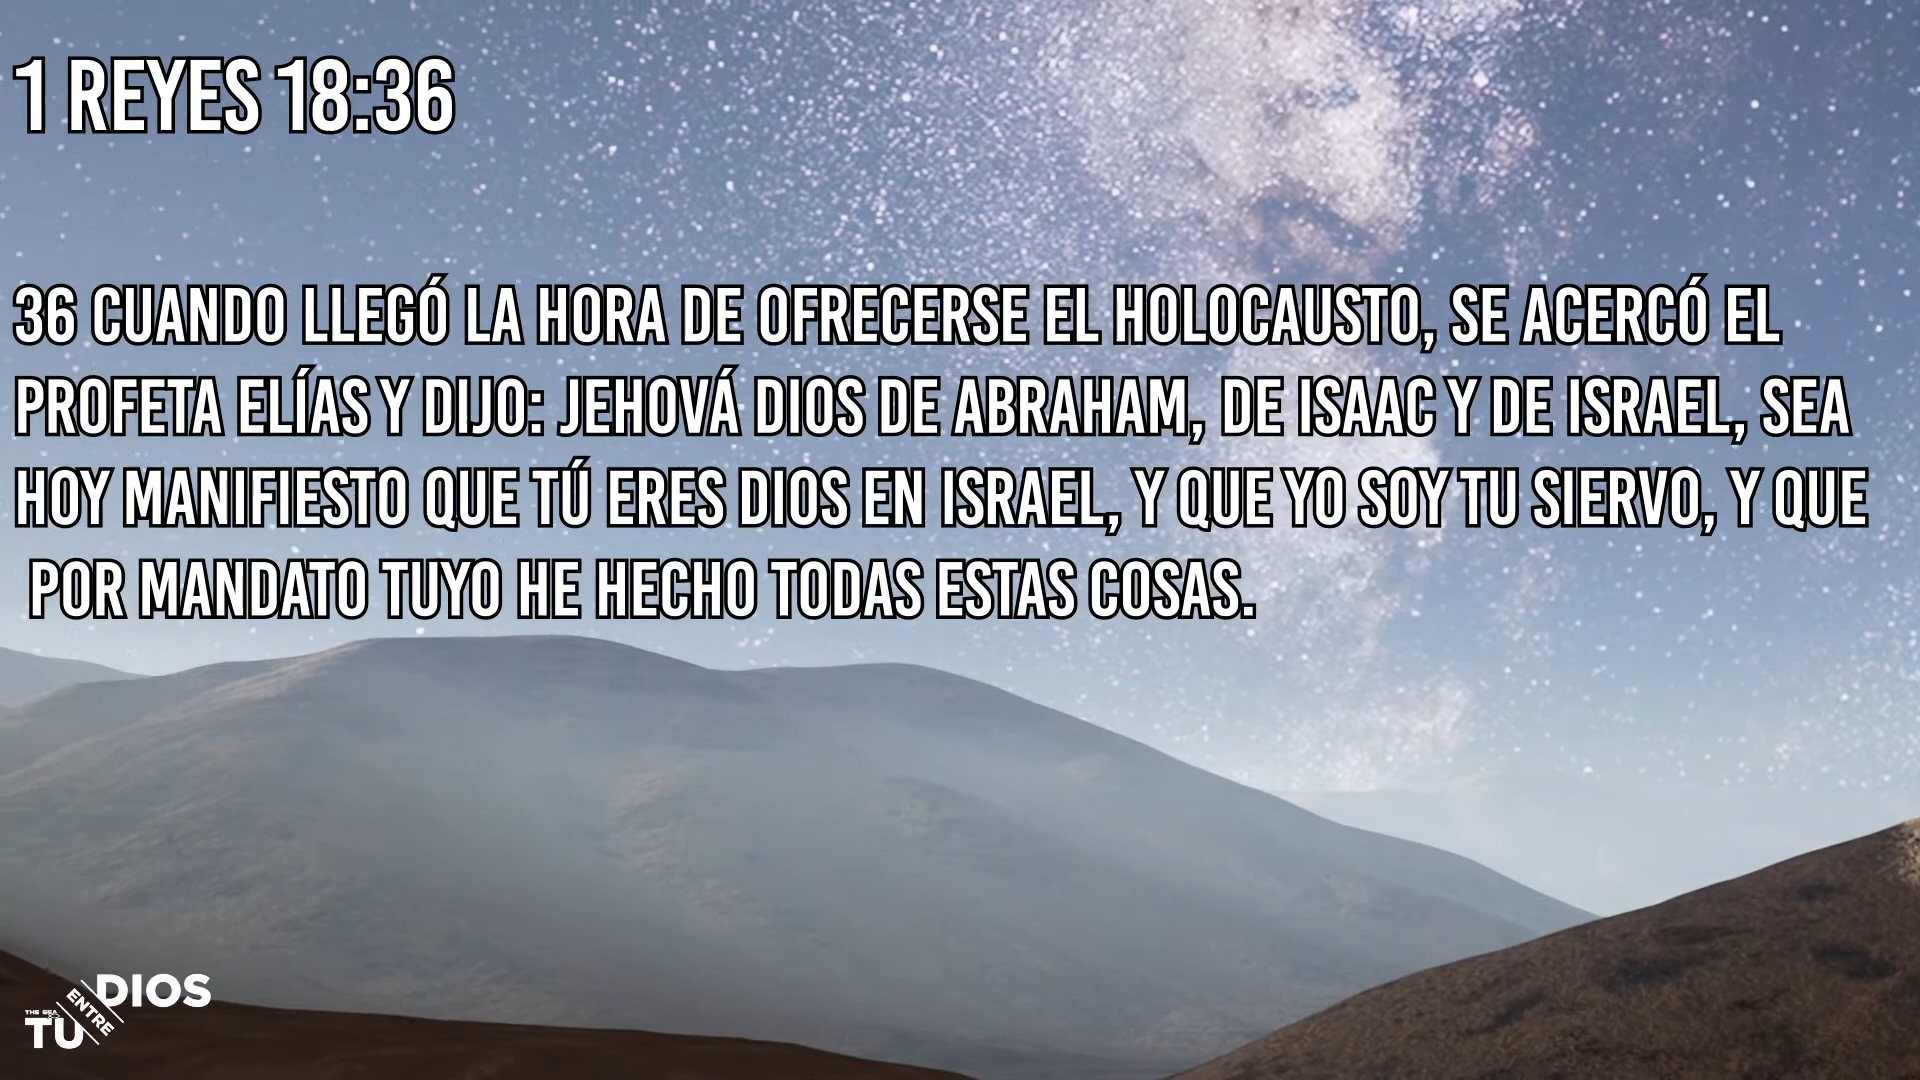 1 REYES 18:36
36 CUANDO LLEGÓ LA HORA DE OFRECERSE EL HOLOCAUSTO, SE ACERCÓ EL
PROFETA ELÍAS Y DIJO: JEHOVÁ DIOS DE ABRAHAM, DE ISAAC Y DE ISRAEL, SEA
HOY MANIFIESTO QUE TÚ ERES DIOS EN ISRAEL, Y QUE YO SOY TU SIERVO, Y QUE
POR MANDATO TUYO HE HECHO TODAS ESTAS COSAS.
DIOS
ENTRE
THE SEA
TU